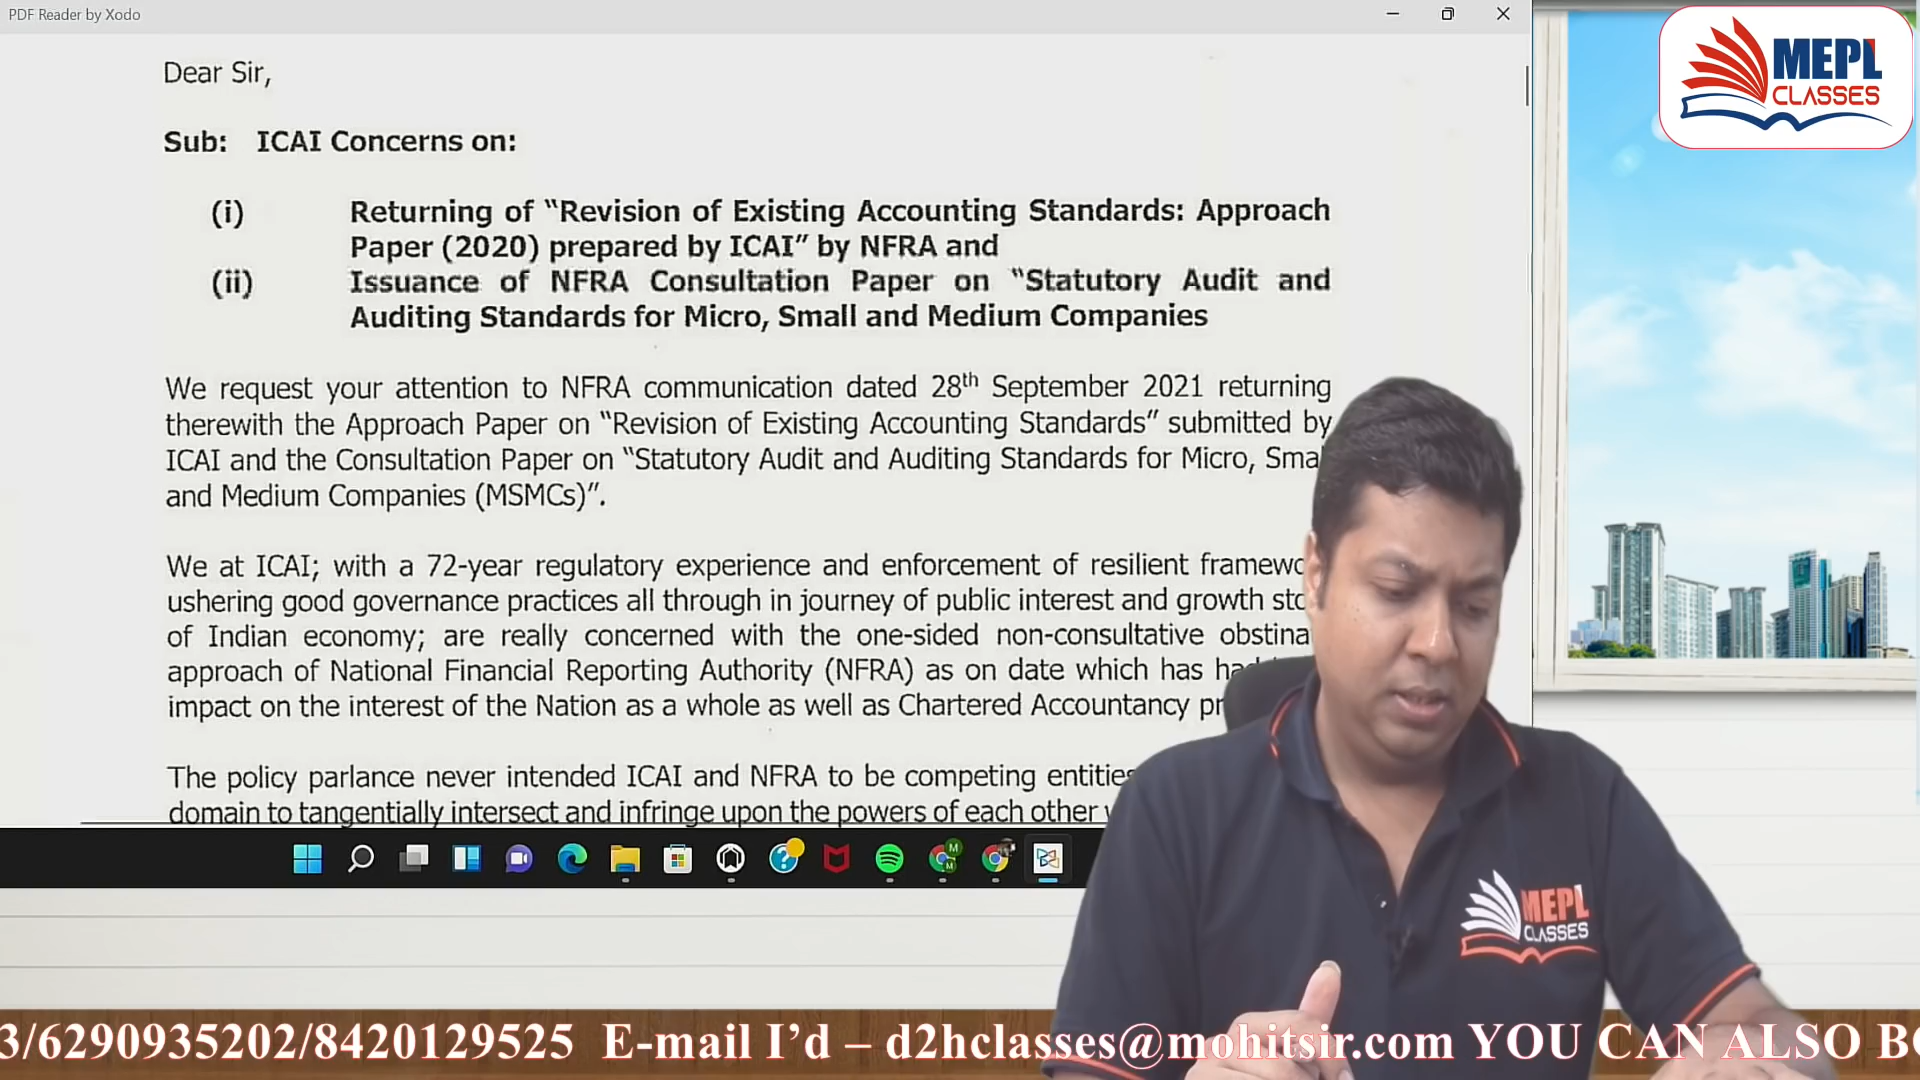 PDF Reader by Xodo
MEPL
CLASSES
Dear Sir,
Sub: ICAI Concerns on:
(i) Returning of “Revision of Existing Accounting Standards: Approach
Paper (2020) prepared by ICAI” by NFRA and
(ii) Issuance of NFRA Consultation Paper on “Statutory Audit and
Auditing Standards for Micro, Small and Medium Companies
We request your attention to NFRA communication dated 28th September 2021 returning
therewith the Approach Paper on “Revision of Existing Accounting Standards” submitted by
ICAI and the Consultation Paper on “Statutory Audit and Auditing Standards for Micro,
and Medium Companies (MSMCs)”.
We at ICAI; with a 72-year regulatory experience and enforcement of resilient
ushering good governance practices all through in journey of public interest and growth
of Indian economy; are really concerned with the one-sided non-consultative
approach of National Financial Reporting Authority (NFRA) as on date which has
impact on the interest of the Nation as a whole as well as Chartered Accountancy
The policy parlance never intended ICAI and NFRA to be competing
domain to tangentially intersect and infringe upon the powers of each other
MEPL
CLASSES
3/6290935202/8420129525 E-mail I’d – d2hclasses@mohitsir.com YOU CAN ALSO